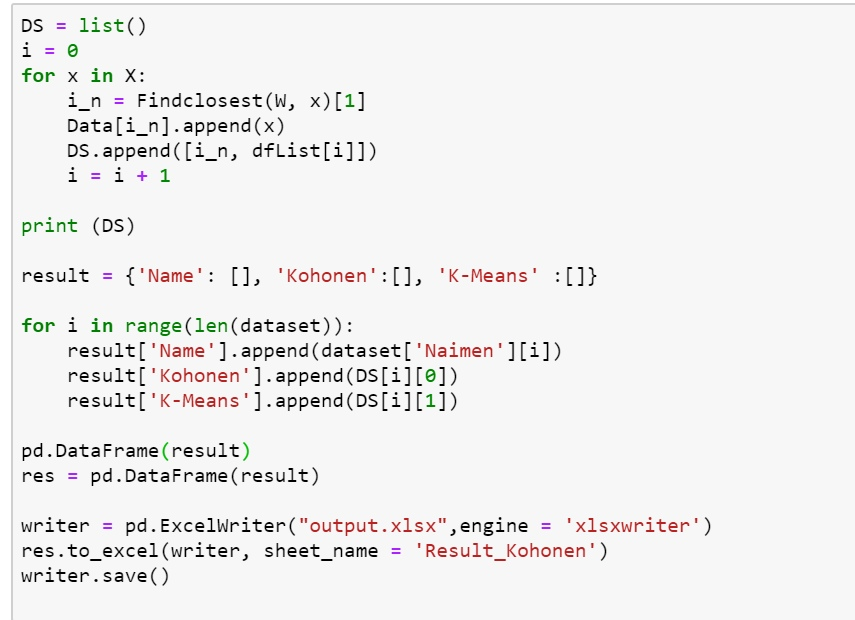 DS = list()
i = 0
for x in X:
    i_n = Findclosest(W, x)[1]
    Data[i_n].append(x)
    DS.append([i_n, dfList[i]])
    i = i + 1

print (DS)

result = {'Name': [], 'Kohonen':[], 'K-Means' :[]}

for i in range(len(dataset)):
    result['Name'].append(dataset['Naimen'][i])
    result['Kohonen'].append(DS[i][0])
    result['K-Means'].append(DS[i][1])

pd.DataFrame(result)
res = pd.DataFrame(result)

writer = pd.ExcelWriter("output.xlsx",engine = 'xlsxwriter')
res.to_excel(writer, sheet_name = 'Result_Kohonen')
writer.save()